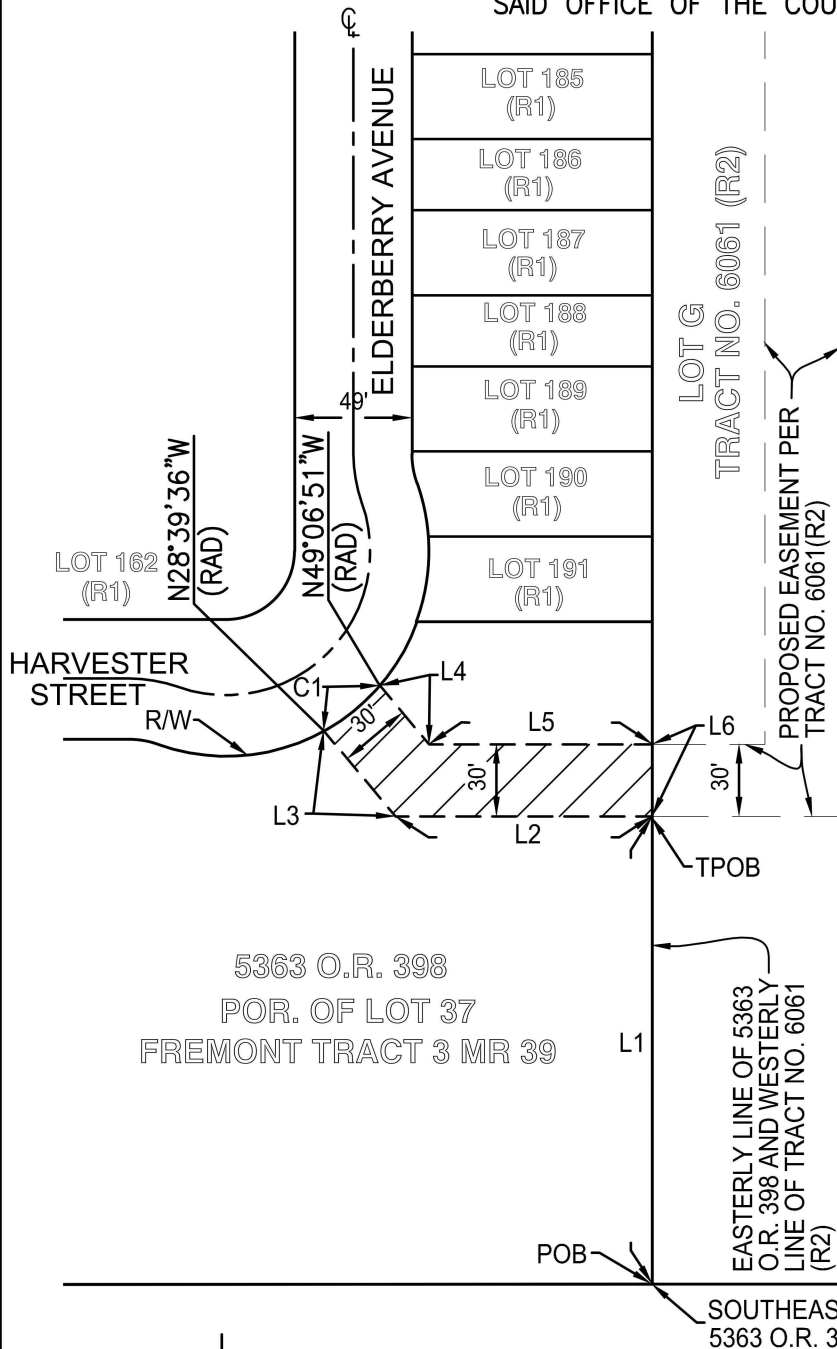 SAID OFFICE OF THE
℄
ELDERBERRY AVENUE
LOT 185
(R1)
LOT 186
(R1)
LOT 187
(R1)
LOT 188
(R1)
LOT 189
(R1)
LOT 190
(R1)
LOT 191
(R1)
LOT G
TRACT NO. 6061 (R2)
49'
N28°39'36"W
(RAD)
N49°06'51"W
(RAD)
LOT 162
(R1)
PROPOSED EASEMENT PER
TRACT NO. 6061(R2)
HARVESTER
STREET
R/W
C1
L4
30'
L5
L6
30'
30'
L3
L2
TPOB
5363 O.R. 398
POR. OF LOT 37
FREMONT TRACT 3 MR 39
L1
EASTERLY LINE OF 5363
O.R. 398 AND WESTERLY
LINE OF TRACT NO. 6061
(R2)
POB
5363 O.R.